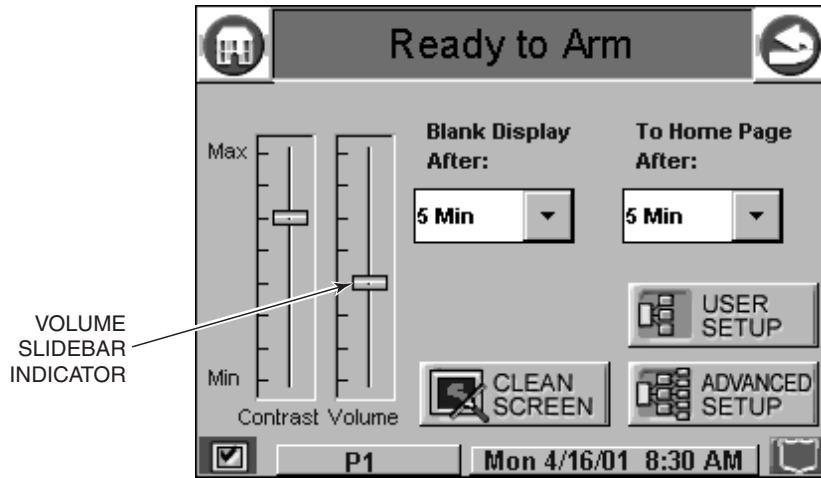 Ready to Arm
Blank Display
After:
To Home Page
After:
Max
5 Min
5 Min
VOLUME
SLIDEBAR
INDICATOR
USER
SETUP
Min
CLEAN
SCREEN
ADVANCED
SETUP
Contrast Volume
P1
Mon 4/16/01 8:30 AM